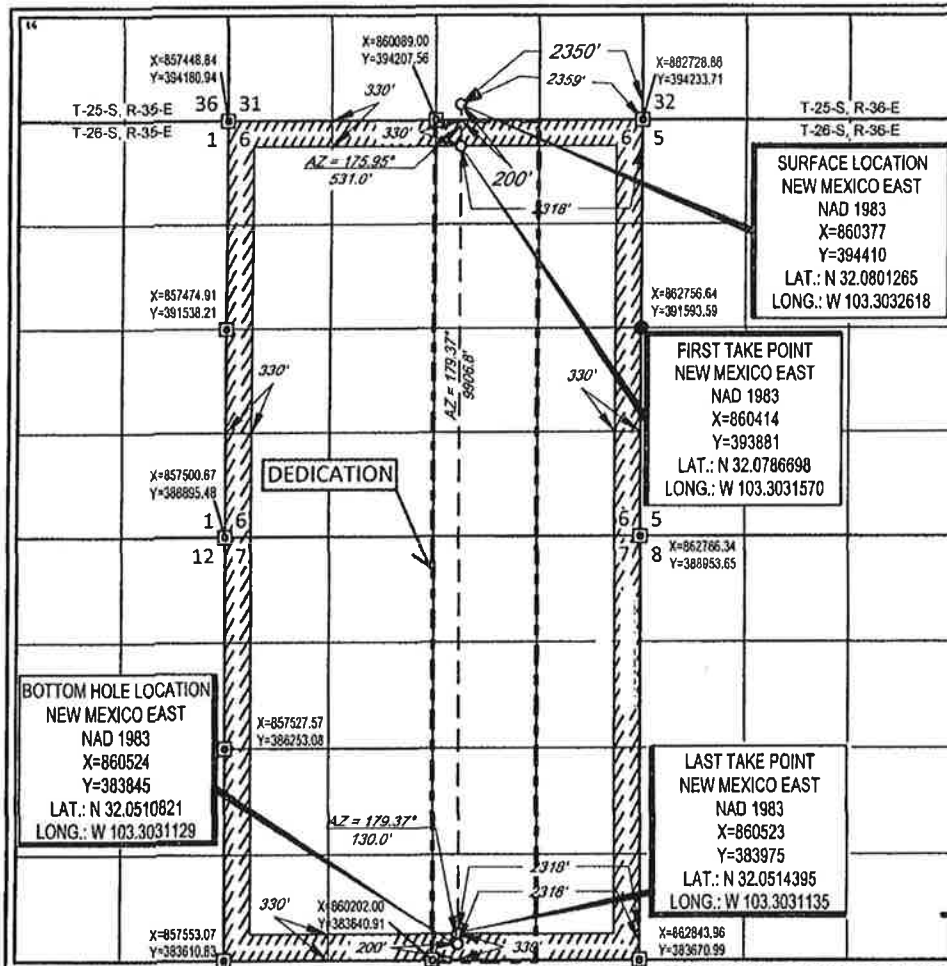 X=857448.84
Y=394180.94
X=860089.00
Y=394207.56
2350'
2359'
X=862728.86
Y=394233.71
36 31
32
T-25-S, R-35-E
T-26-S, R-35-E
T-25-S, R-36-E
T-26-S, R-36-E
330'
330'
1 6
6 5
AZ = 175.95°
531.0'
200'
2318'
SURFACE LOCATION
NEW MEXICO EAST
NAD 1983
X=860377
Y=394410
LAT.: N 32.0801265
LONG.: W 103.3032618
X=857474.91
Y=391538.21
X=862756.64
Y=391593.59
330'
AZ = 179.37°
9906.8'
330'
FIRST TAKE POINT
NEW MEXICO EAST
NAD 1983
X=860414
Y=393881
LAT.: N 32.0786698
LONG.: W 103.3031570
X=857500.67
Y=388895.48
DEDICATION
1 6
12 7
6 5
7 8
X=862766.34
Y=388953.65
BOTTOM HOLE LOCATION
NEW MEXICO EAST
NAD 1983
X=860524
Y=383845
LAT.: N 32.0510821
LONG.: W 103.3031129
X=857527.57
Y=386253.08
LAST TAKE POINT
NEW MEXICO EAST
NAD 1983
X=860523
Y=383975
LAT.: N 32.0514395
LONG.: W 103.3031135
AZ = 179.37°
130.0'
2318'
2316'
330'
X=860202.00
Y=383640.91
X=857553.07
Y=383610.83
200'
330'
X=862843.96
Y=383670.99